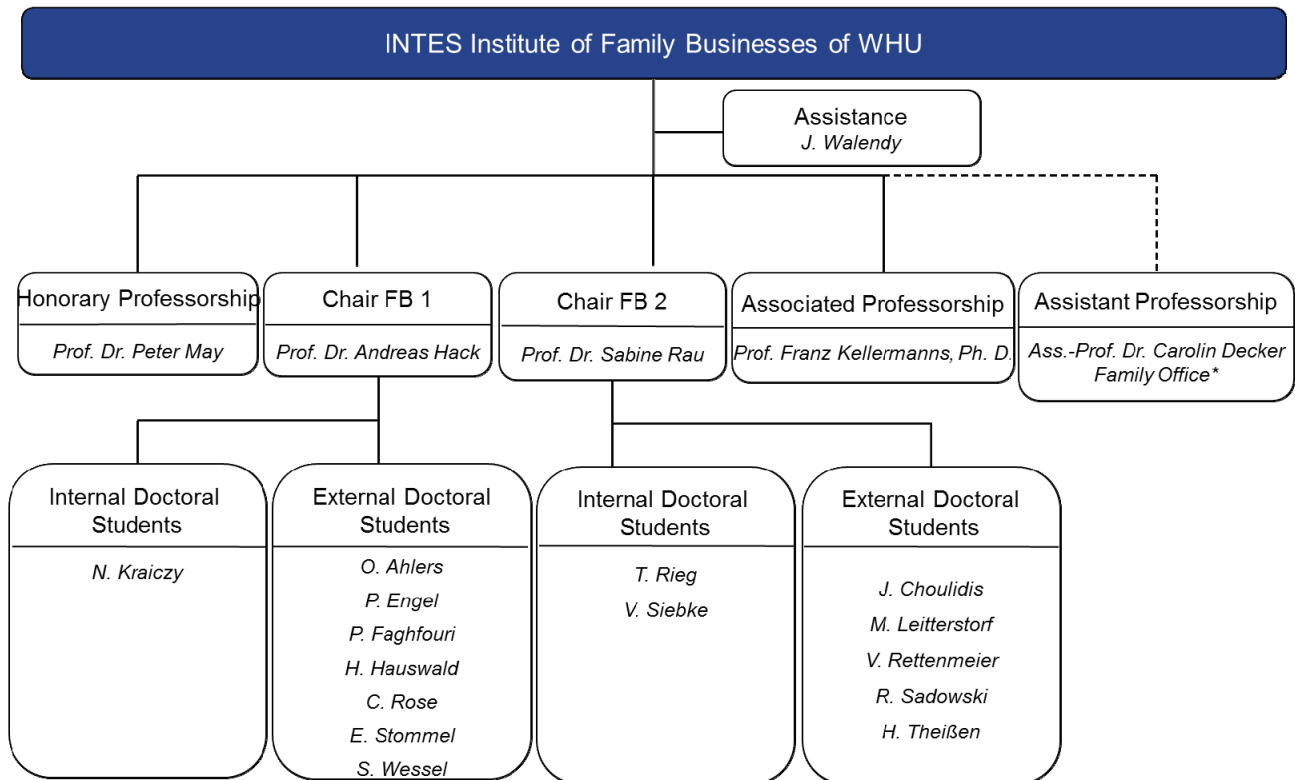 INTES Institute of Family Businesses of WHU
Assistance
J. Walendy
Honorary Professorship
Prof. Dr. Peter May
Chair FB 1
Prof. Dr. Andreas Hack
Chair FB 2
Prof. Dr. Sabine Rau
Associated Professorship
Prof. Franz Kellermanns, Ph. D.
Assistant Professorship
Ass.-Prof. Dr. Carolin Decker
Family Office*
Internal Doctoral
Students
N. Kraiczy
External Doctoral
Students
O. Ahlers
P. Engel
P. Faghfouri
H. Hauswald
C. Rose
E. Stommel
S. Wessel
Internal Doctoral
Students
T. Rieg
V. Siebke
External Doctoral
Students
J. Choulidis
M. Leitterstorf
V. Rettenmeier
R. Sadowski
H. Theißen